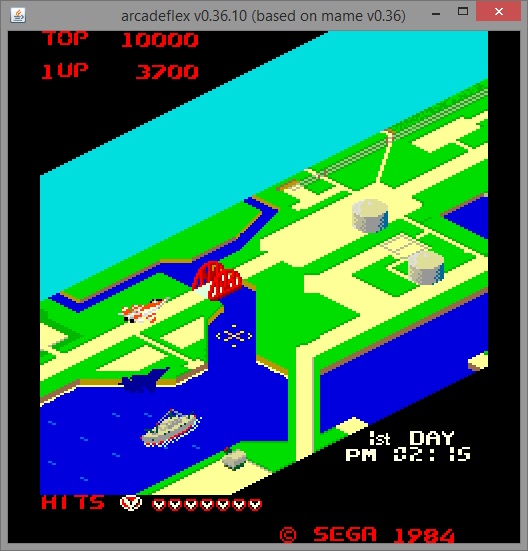 arcadeflex v0.36.10 (based on mame v0.36)
TOP 10000
1UP 3700
1st DAY
PM 02:15
HITS
© SEGA 1984